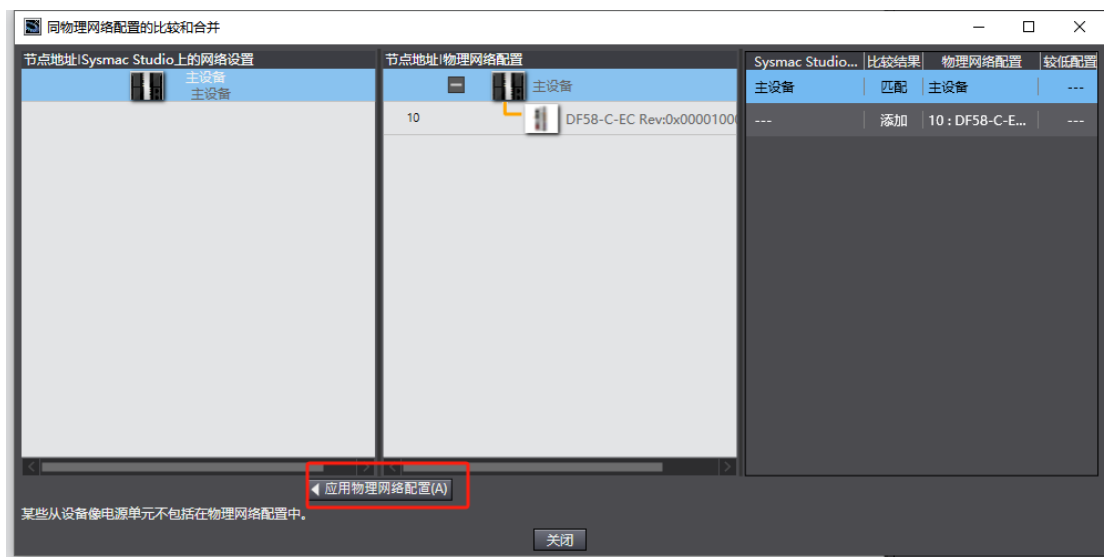 同物理网络配置的比较和合并
节点地址|Sysmac Studio上的网络设置
主设备
主设备
节点地址|物理网络配置
主设备
10 DF58-C-EC Rev:0x0000100
Sysmac Studio... 比较结果 物理网络配置 较低配置
主设备 匹配 主设备 ---
--- 添加 10 : DF58-C-E... ---
应用物理网络配置(A)
某些从设备像电源单元不包括在物理网络配置中。
关闭